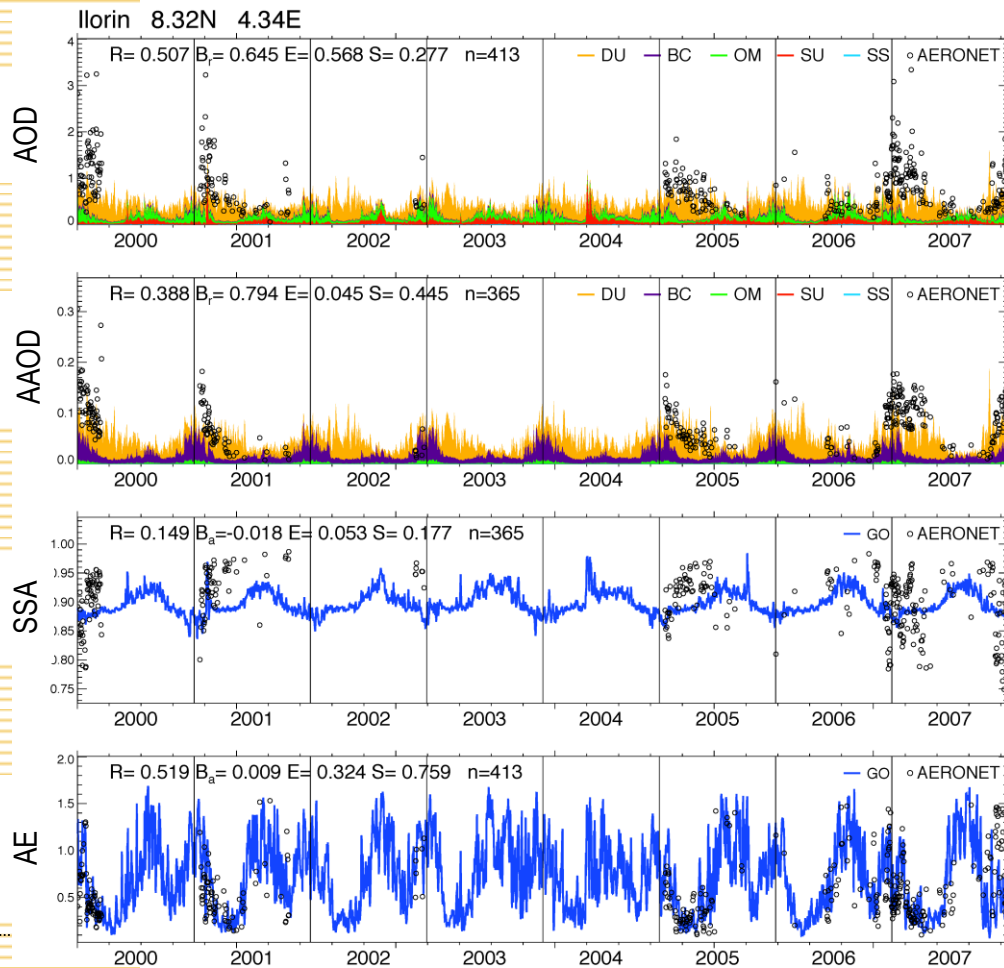 Ilorin 8.32N 4.34E
AOD
R= 0.507 Br= 0.645 E= 0.568 S= 0.277 n=413
DU BC OM SU SS AERONET
4
3
2
1
0
2000 2001 2002 2003 2004 2005 2006 2007
AAOD
R= 0.388 Br= 0.794 E= 0.045 S= 0.445 n=365
DU BC OM SU SS AERONET
0.3
0.2
0.1
0.0
2000 2001 2002 2003 2004 2005 2006 2007
SSA
R= 0.149 Ba=-0.018 E= 0.053 S= 0.177 n=365
GO AERONET
1.00
0.95
0.90
0.85
.80
0.75
2000 2001 2002 2003 2004 2005 2006 2007
AE
R= 0.519 Ba= 0.009 E= 0.324 S= 0.759 n=413
GO AERONET
2.0
1.5
1.0
0.5
2000 2001 2002 2003 2004 2005 2006 2007